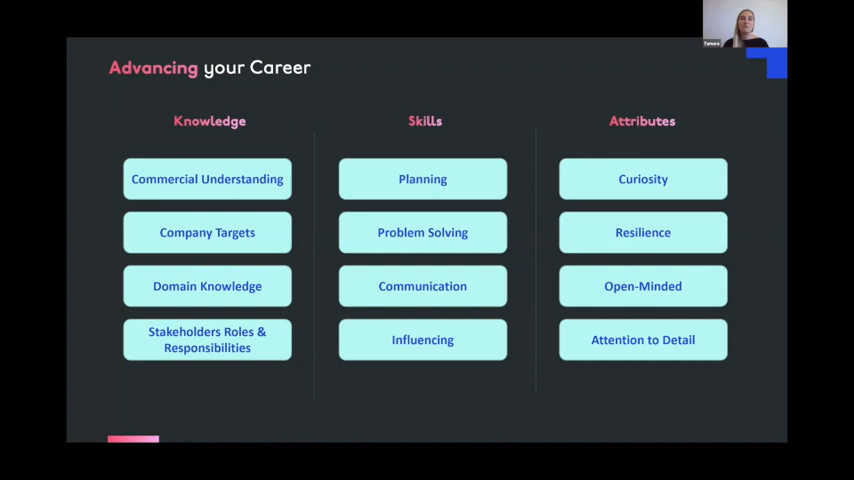 Tamara
Advancing your Career
Knowledge
Skills
Attributes
Commercial Understanding
Planning
Curiosity
Company Targets
Problem Solving
Resilience
Domain Knowledge
Communication
Open-Minded
Stakeholders Roles &
Responsibilities
Influencing
Attention to Detail